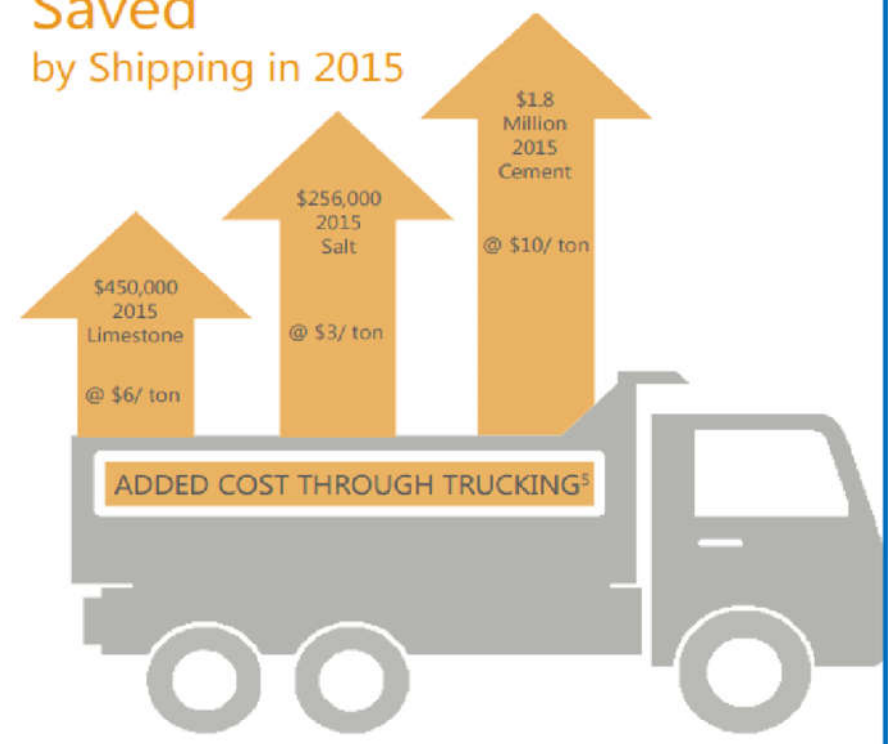 Saved
by Shipping in 2015
$1.8
Million
2015
Cement
@ $10/ ton
$256,000
2015
Salt
@ $3/ ton
$450,000
2015
Limestone
@ $6/ ton
ADDED COST THROUGH TRUCKING⁵